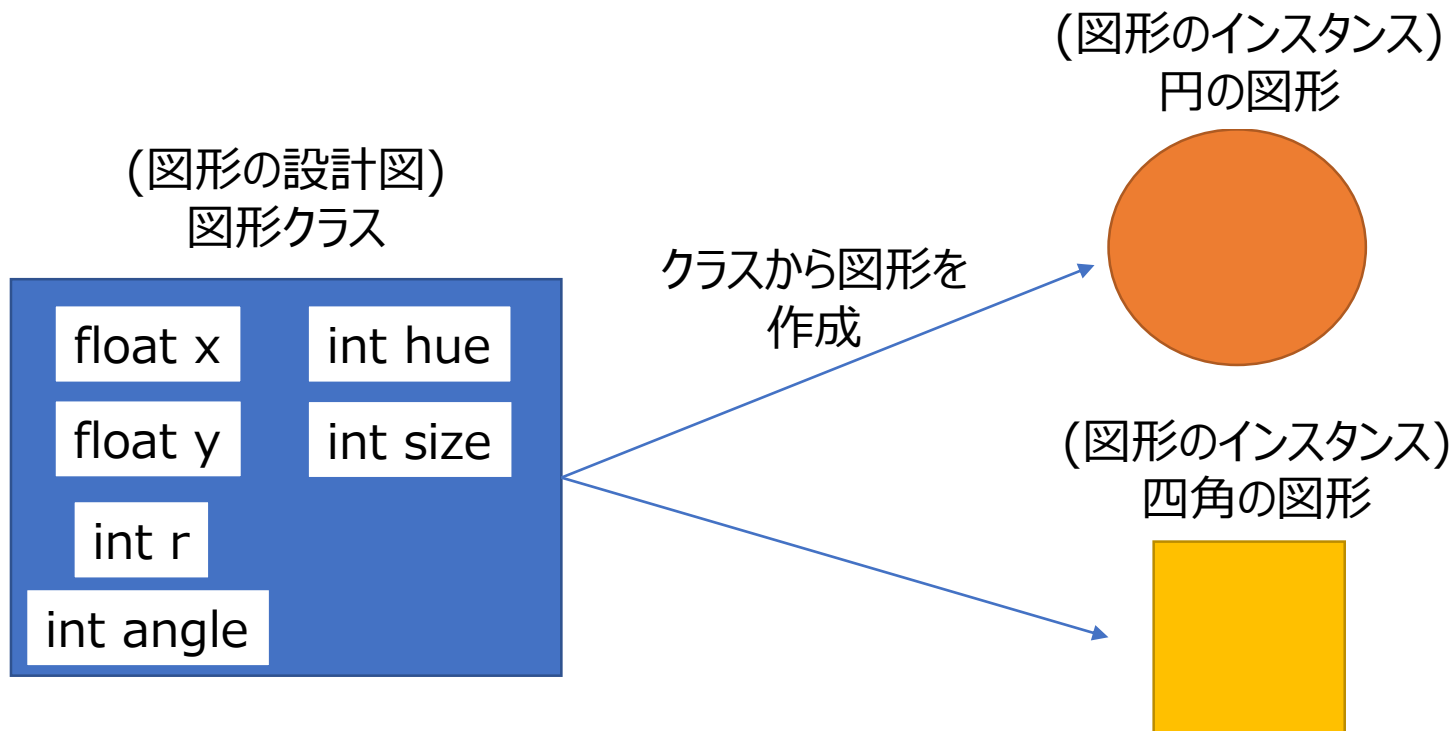 (図形の設計図)
図形クラス
float x
int hue
float y
int size
int r
int angle
クラスから図形を
作成
(図形のインスタンス)
円の図形
(図形のインスタンス)
四角の図形